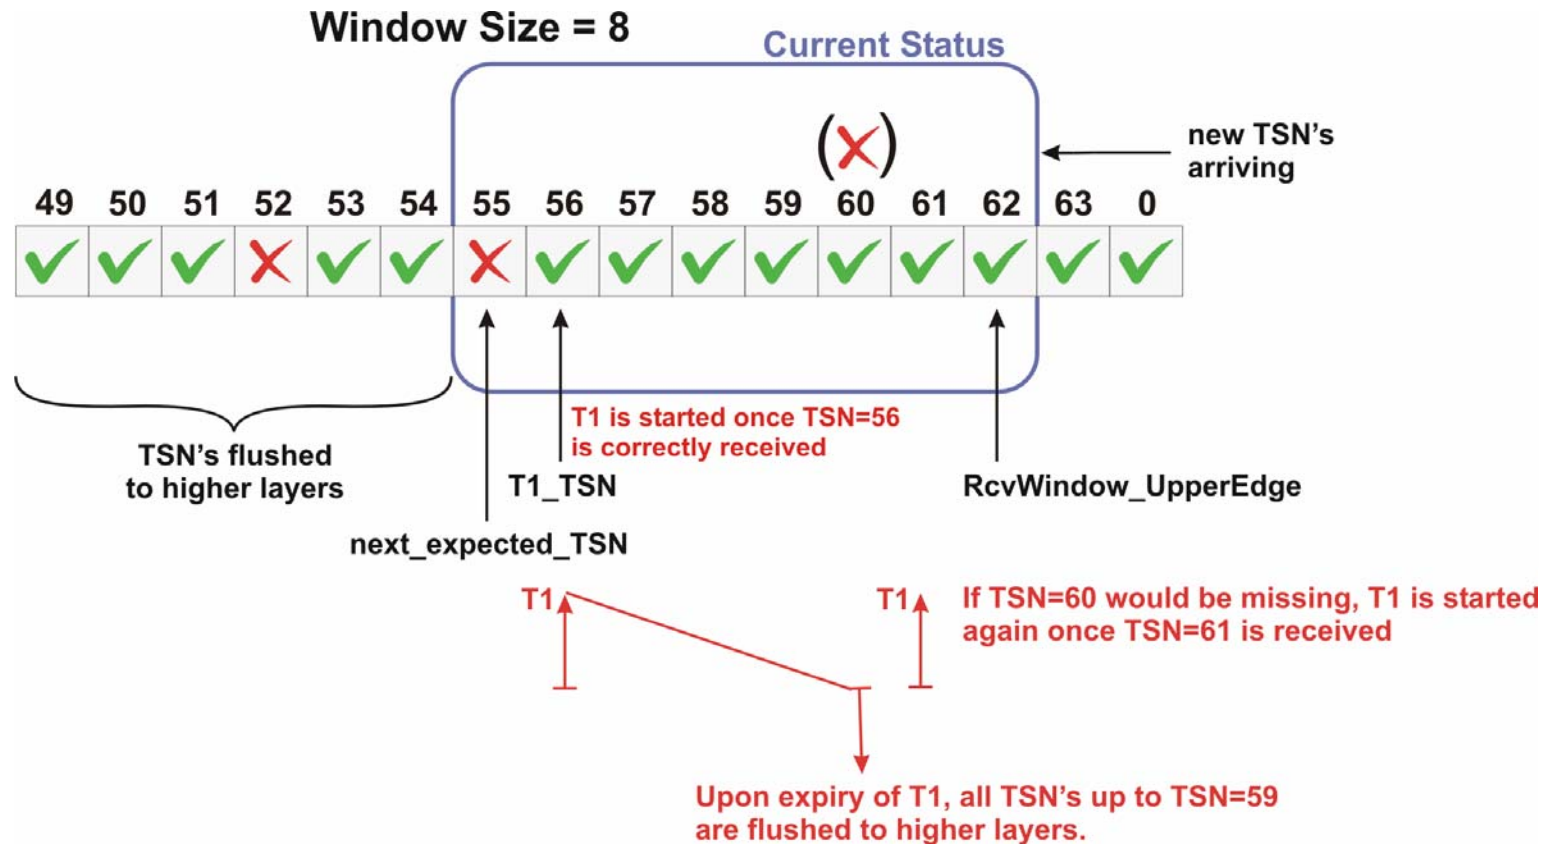 Window Size = 8
Current Status
( )
new TSN's
arriving
49 50 51 52 53 54 55 56 57 58 59 60 61 62 63 0
T1 is started once TSN=56
is correctly received
TSN's flushed
to higher layers
T1_TSN
RcvWindow_UpperEdge
next_expected_TSN
T1
T1
If TSN=60 would be missing, T1 is started
again once TSN=61 is received
Upon expiry of T1, all TSN's up to TSN=59
are flushed to higher layers.